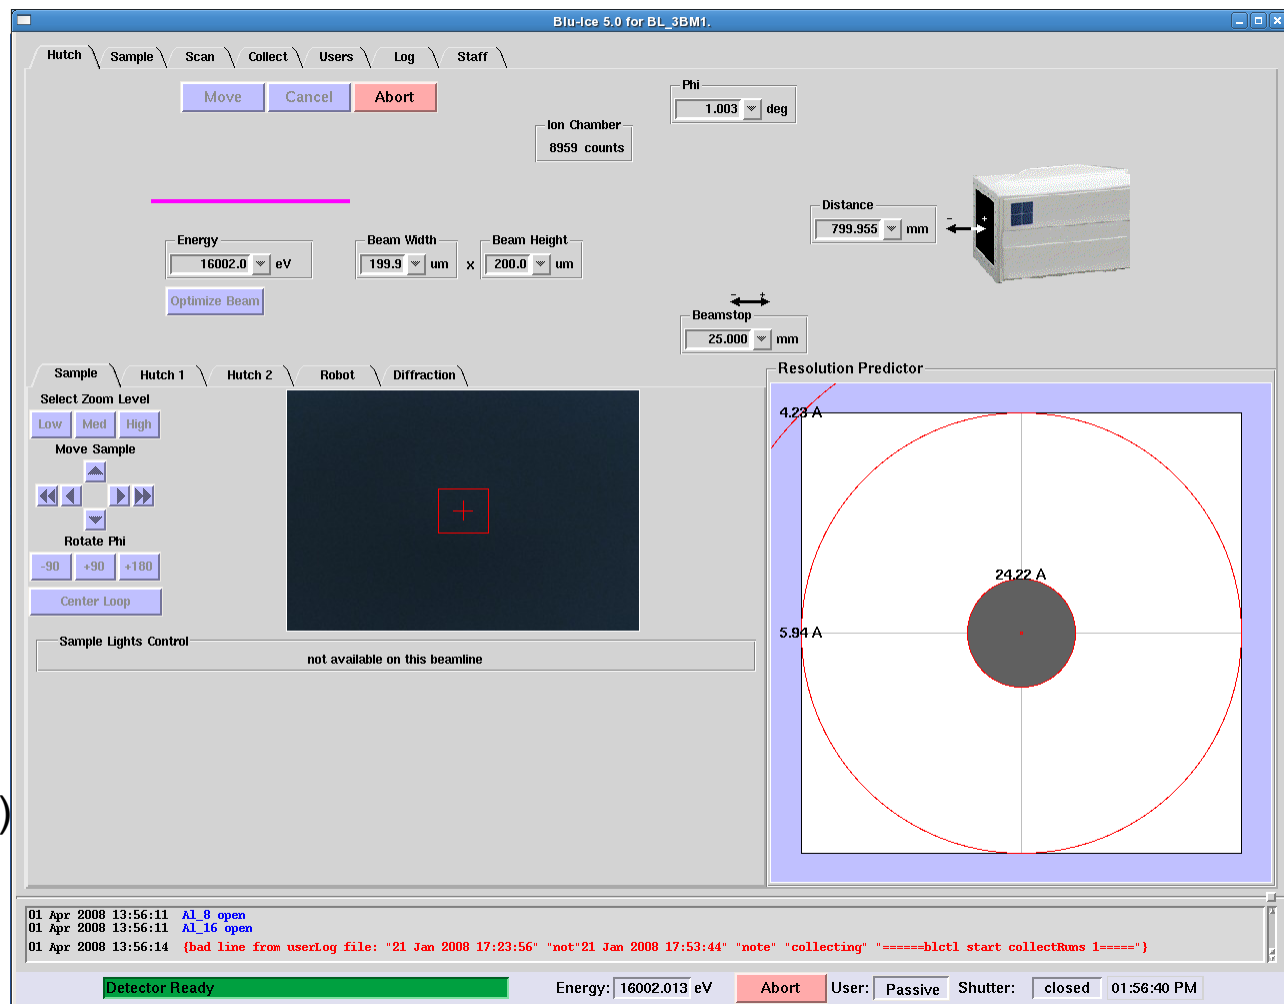 Blu-Ice 5.0 for BL_3BM1.
Hutch Sample Scan Collect Users Log Staff
Move Cancel Abort
Phi
1.003 deg
Ion Chamber
8959 counts
Distance
799.955 mm
- +
Energy
16002.0 eV
Beam Width
199.9 um
x
Beam Height
200.0 um
Optimize Beam
- +
Beamstop
25.000 mm
Sample Hutch 1 Hutch 2 Robot Diffraction
Select Zoom Level
Low Med High
Move Sample
Rotate Phi
-90 +90 +180
Center Loop
Sample Lights Control
not available on this beamline
Resolution Predictor
4.23 A
24.22 A
5.94 A
)
01 Apr 2008 13:56:11 Al_8 open
01 Apr 2008 13:56:11 Al_16 open
01 Apr 2008 13:56:14 {bad line from userLog file: "21 Jan 2008 17:23:56" "not"21 Jan 2008 17:53:44" "note" "collecting" "======blctl start collectRuns 1====="}
Detector Ready Energy: 16002.013 eV Abort User: Passive Shutter: closed 01:56:40 PM